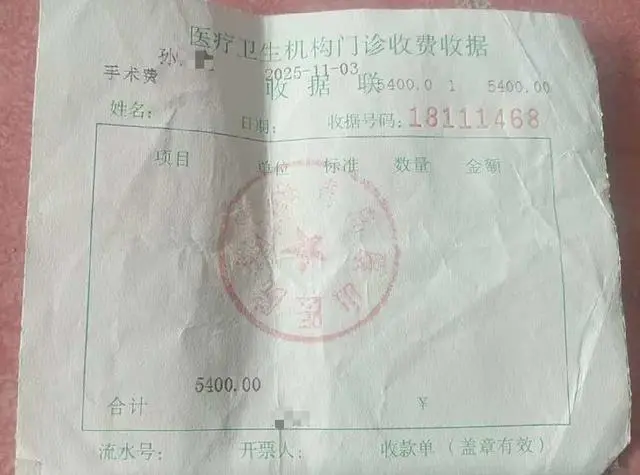 医疗卫生机构门诊收费收据
孙
手术费 2025-11-03
收据联 5400.0 1 5400.00
姓名: 日期: 收据号码: 18111468
项目 单位 标准 数量 金额
5400.00
合计 ¥
流水号: 开票人: 收款单(盖章有效)